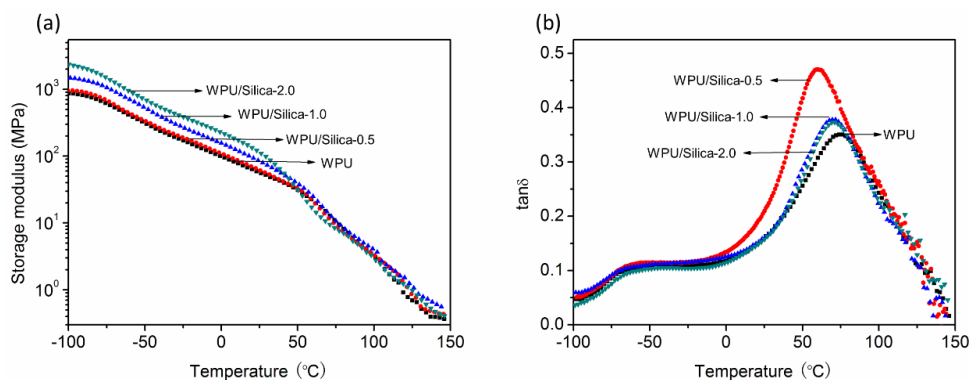 (a)
(b)
Storage modulus (MPa)
10³
10²
10¹
10⁰
WPU/Silica-2.0
WPU/Silica-1.0
WPU/Silica-0.5
WPU
-100 -50 0 50 100 150
Temperature (℃)
tanδ
0.5
0.4
0.3
0.2
0.1
0.0
WPU/Silica-0.5
WPU/Silica-1.0
WPU
WPU/Silica-2.0
-100 -50 0 50 100 150
Temperature (℃)